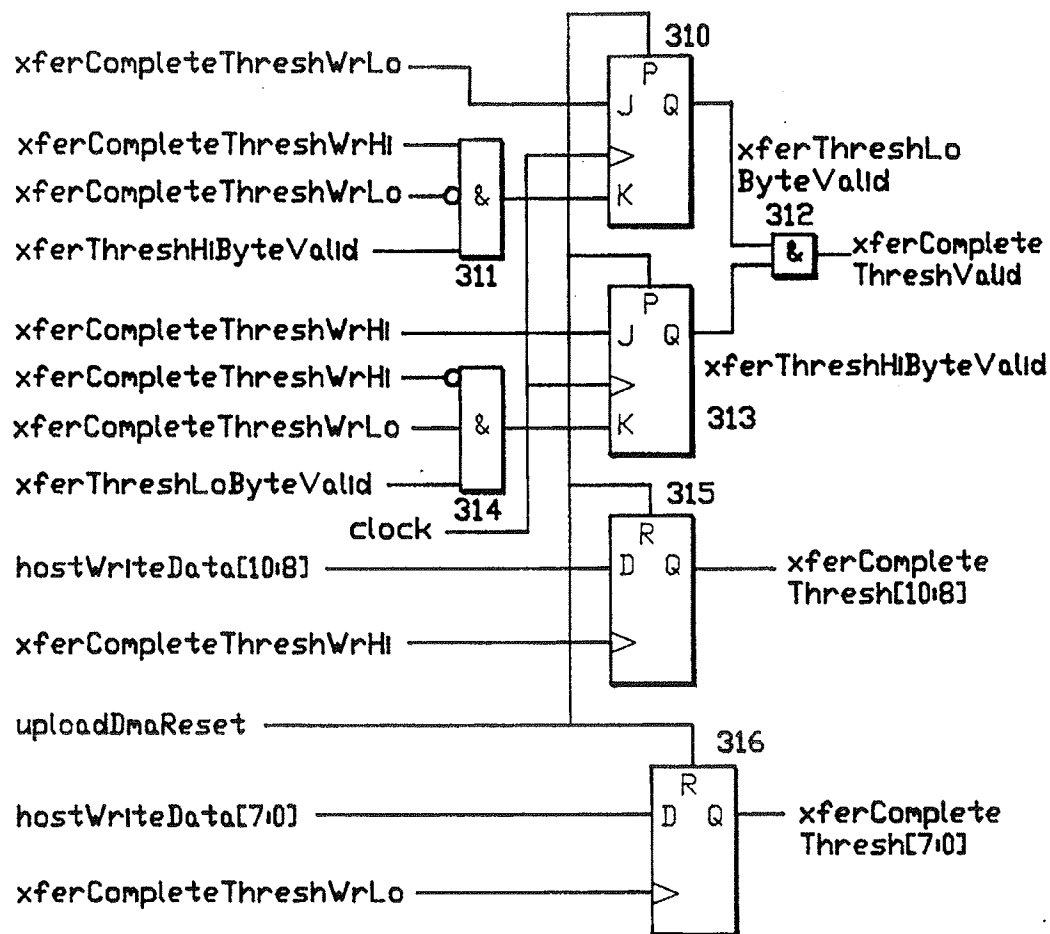 310
xferCompleteThreshWrLo
P
J Q
xferCompleteThreshWrHi
xferThreshLo
ByteValid
xferCompleteThreshWrLo
&
K
312
xferThreshHiByteValid
311
&
xferComplete
ThreshValid
P
xferCompleteThreshWrHi
J Q
xferCompleteThreshWrHi
xferThreshHiByteValid
xferCompleteThreshWrLo
&
K
313
xferThreshLoByteValid
314
315
clock
R
hostWriteData[10:8]
D Q
xferComplete
Thresh[10:8]
xferCompleteThreshWrHi
uploadDmaReset
316
R
hostWriteData[7:0]
D Q
xferComplete
Thresh[7:0]
xferCompleteThreshWrLo